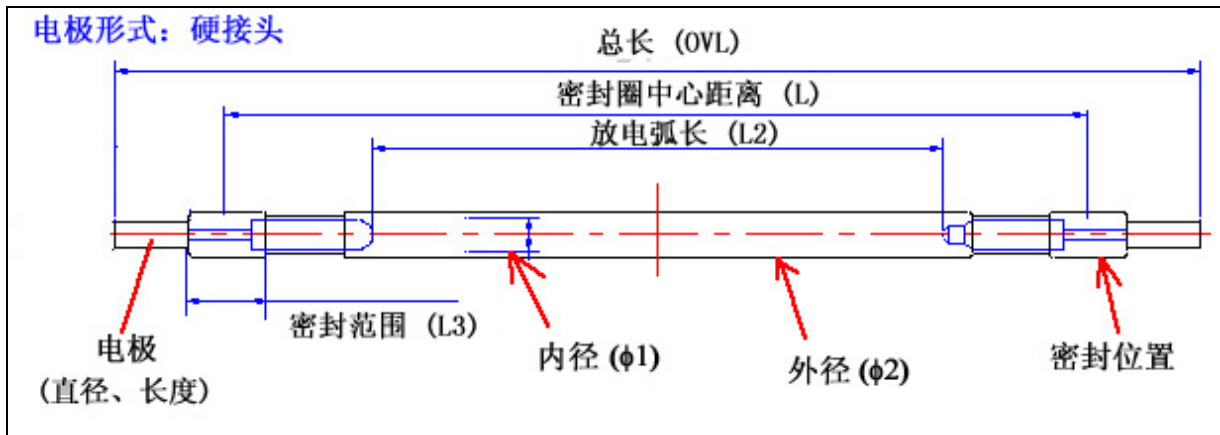 电极形式：硬接头
总长 (OVL)
密封圈中心距离 (L)
放电弧长 (L2)
密封范围 (L3)
电极
(直径、长度)
内径 (ф1)
外径 (ф2)
密封位置